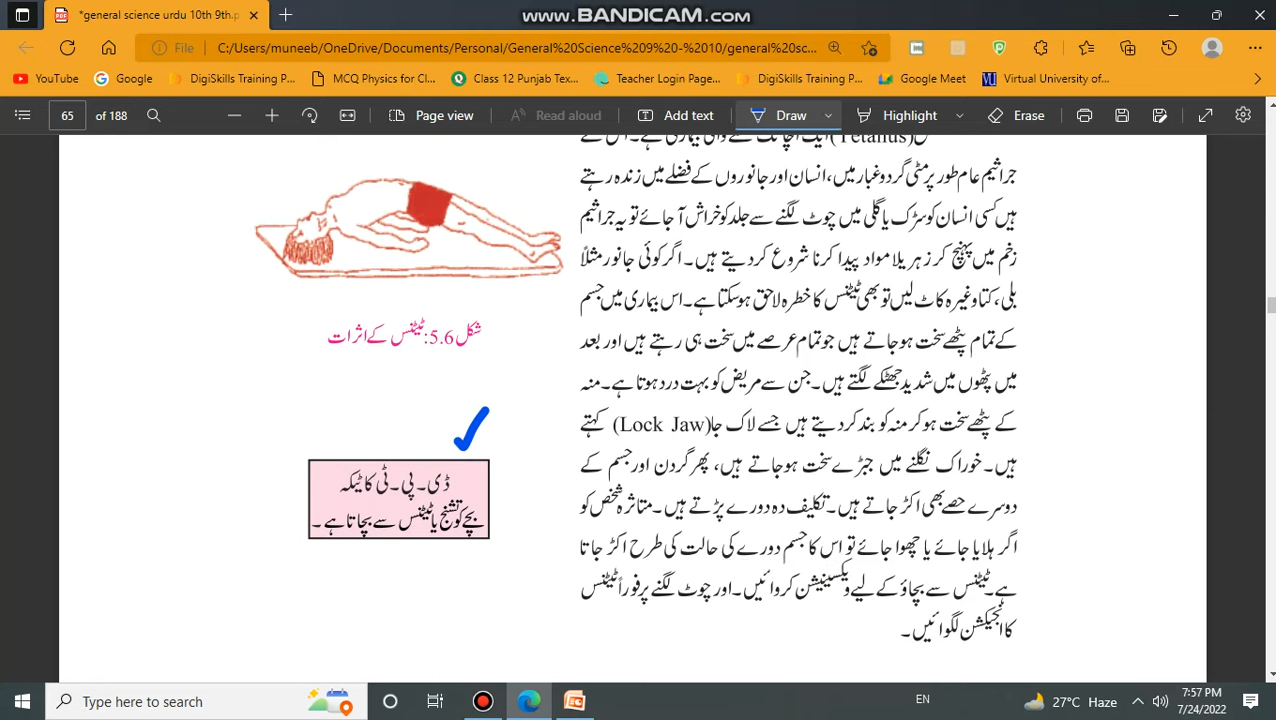 *general science urdu 10th 9th.p
www.BANDICAM.com
File
C:/Users/muneeb/OneDrive/Documents/Personal/General%20Science%209%20-%2010/general%20sc...
YouTube
Google
DigiSkills Training P...
MCQ Physics for Cl...
Class 12 Punjab Tex...
Teacher Login Page...
DigiSkills Training P...
Google Meet
Virtual University of...
65 of 188
Page view
Read aloud
Add text
Draw
Highlight
Erase
(Tetanus) ایک اچانک
جراثیم عام طور پر مٹی گردوغبار میں، انسان اور جانوروں کے فضلے میں زندہ رہتے
ہیں کسی انسان کو سڑک یا گلی میں چوٹ لگنے سے جلد کو خراش آ جائے تو یہ جراثیم
زخم میں پہنچ کر زہریلا مواد پیدا کرنا شروع کر دیتے ہیں۔ اگر کوئی جانور مثلاً
بلی، کتا وغیرہ کاٹ لیں تو بھی ٹیٹنس کا خطرہ لاحق ہوسکتا ہے۔ اس بیماری میں جسم
کے تمام پٹھے سخت ہو جاتے ہیں جو تمام عرصے میں سخت ہی رہتے ہیں اور بعد
میں پٹھوں میں شدید جھٹکے لگتے ہیں۔ جن سے مریض کو بہت درد ہوتا ہے۔ منہ
کے پٹھے سخت ہو کر منہ کو بند کر دیتے ہیں جسے لاک جا (Lock Jaw) کہتے
ہیں۔ خوراک نگلنے میں جبڑے سخت ہو جاتے ہیں، پھر گردن اور جسم کے
دوسرے حصے بھی اکڑ جاتے ہیں۔ تکلیف دہ دورے پڑتے ہیں۔ متاثرہ شخص کو
اگر ہلایا جائے یا چھوا جائے تو اس کا جسم دورے کی حالت کی طرح اکڑ جاتا
ہے۔ ٹیٹنس سے بچاؤ کے لیے ویکسینیشن کروائیں۔ اور چوٹ لگنے پر فوراً ٹیٹنس
کا انجیکشن لگوائیں۔
شکل 5.6: ٹیٹنس کے اثرات
ڈی۔ پی۔ ٹی کا ٹیکہ
بچے کو تشنج یا ٹیٹنس سے بچاتا ہے۔
Type here to search
EN
27°C Haze
7:57 PM
7/24/2022